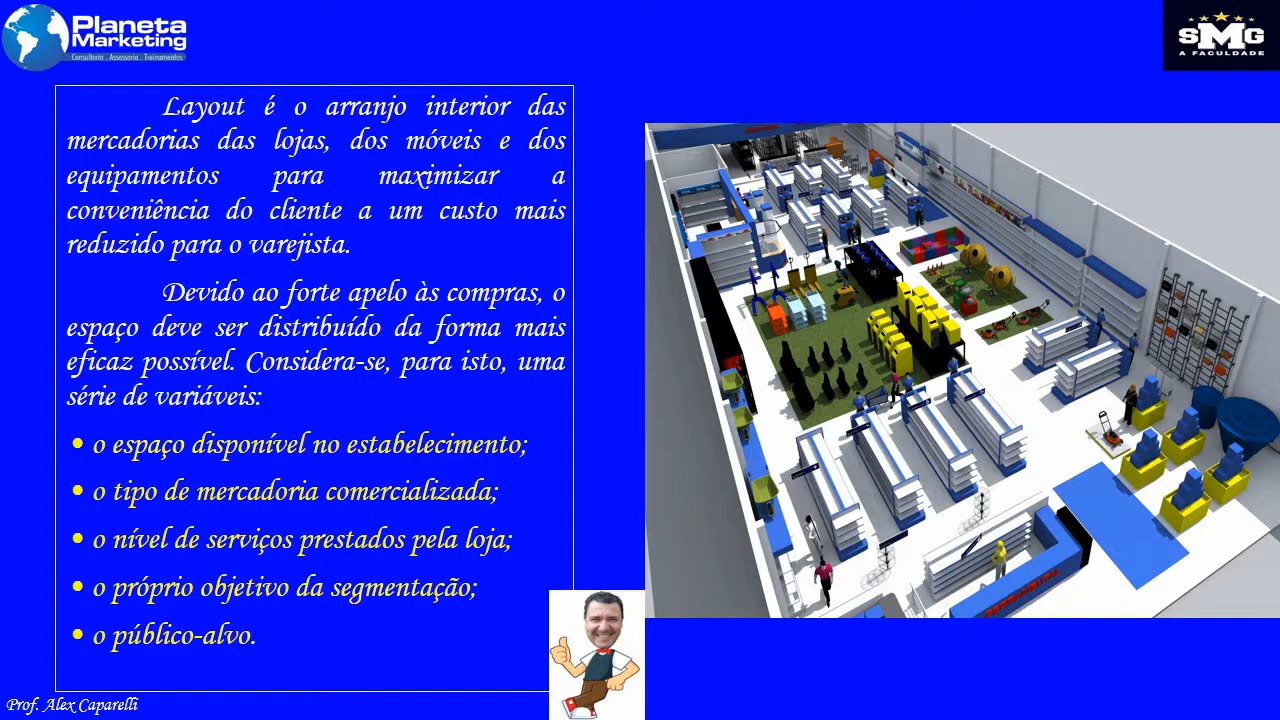 Planeta
Marketing
Consultoria . Assessoria . Treinamentos
SMG
A FACULDADE
Layout é o arranjo interior das
mercadorias das lojas, dos móveis e dos
equipamentos para maximizar a
conveniência do cliente a um custo mais
reduzido para o varejista.
Devido ao forte apelo às compras, o
espaço deve ser distribuído da forma mais
eficaz possível. Considera-se, para isto, uma
série de variáveis:
• o espaço disponível no estabelecimento;
• o tipo de mercadoria comercializada;
• o nível de serviços prestados pela loja;
• o próprio objetivo da segmentação;
• o público-alvo.
Prof. Alex Caparelli